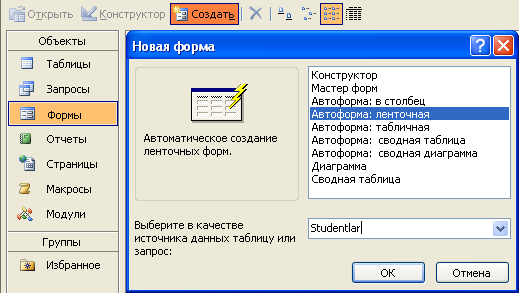 Открыть Конструктор Создать
Объекты
Таблицы
Запросы
Формы
Отчеты
Страницы
Макросы
Модули
Группы
Избранное
Новая форма
Автоматическое создание
ленточных форм.
Конструктор
Мастер форм
Автоформа: в столбец
Автоформа: ленточная
Автоформа: табличная
Автоформа: сводная таблица
Автоформа: сводная диаграмма
Диаграмма
Сводная таблица
Выберите в качестве
источника данных таблицу или
запрос:
Studentlar
OK Отмена